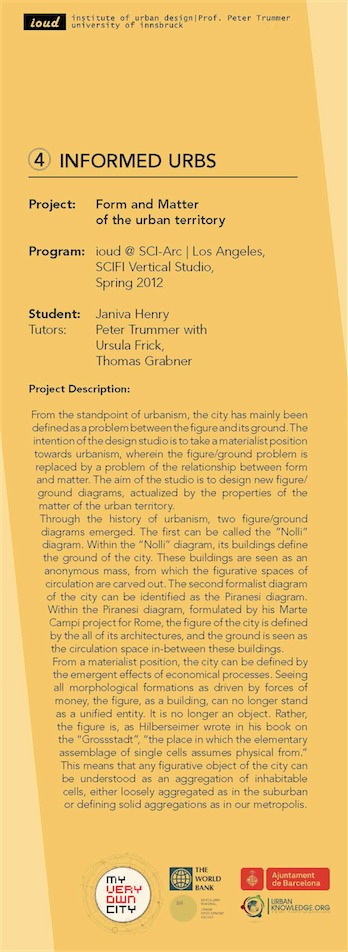 ioud
institute of urban design|Prof. Peter Trummer
university of innsbruck
4 INFORMED URBS
Project: Form and Matter
of the urban territory
Program: ioud @ SCI-Arc | Los Angeles,
SCIFI Vertical Studio,
Spring 2012
Student: Janiva Henry
Tutors: Peter Trummer with
Ursula Frick,
Thomas Grabner
Project Description:
From the standpoint of urbanism, the city has mainly been
defined as a problem between the figure and its ground. The
intention of the design studio is to take a materialist position
towards urbanism, wherein the figure/ground problem is
replaced by a problem of the relationship between form
and matter. The aim of the studio is to design new figure/
ground diagrams, actualized by the properties of the
matter of the urban territory.
Through the history of urbanism, two figure/ground
diagrams emerged. The first can be called the “Nolli”
diagram. Within the “Nolli” diagram, its buildings define
the ground of the city. These buildings are seen as an
anonymous mass, from which the figurative spaces of
circulation are carved out. The second formalist diagram
of the city can be identified as the Piranesi diagram.
Within the Piranesi diagram, formulated by his Marte
Campi project for Rome, the figure of the city is defined
by the all of its architectures, and the ground is seen as
the circulation space in-between these buildings.
From a materialist position, the city can be defined by
the emergent effects of economical processes. Seeing
all morphological formations as driven by forces of
money, the figure, as a building, can no longer stand
as a unified entity. It is no longer an object. Rather,
the figure is, as Hilberseimer wrote in his book on
the “Grossstadt”, “the place in which the elementary
assemblage of single cells assumes physical from.”
This means that any figurative object of the city can
be understood as an aggregation of inhabitable
cells, either loosely aggregated as in the suburban
or defining solid aggregations as in our metropolis.
MY
VERY
OWN
CITY
THE
WORLD
BANK
Ajuntament
de Barcelona
URBAN
KNOWLEDGE.ORG